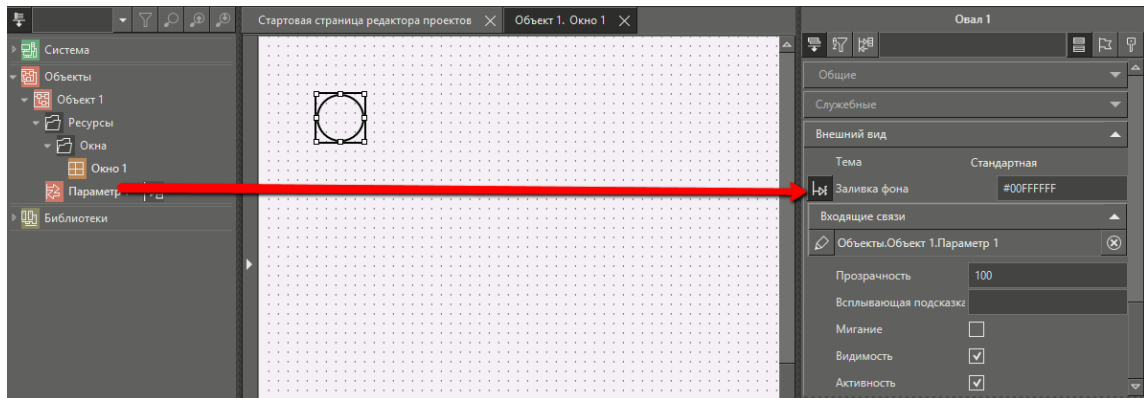 Стартовая страница редактора проектов
Объект 1. Окно 1
Овал 1
Система
Объекты
Объект 1
Ресурсы
Окна
Окно 1
Параметр
Библиотеки
Общие
Служебные
Внешний вид
Тема
Стандартная
Заливка фона
#00FFFFFF
Входящие связи
Объекты.Объект 1.Параметр 1
Прозрачность
100
Всплывающая подсказка
Мигание
Видимость
Активность